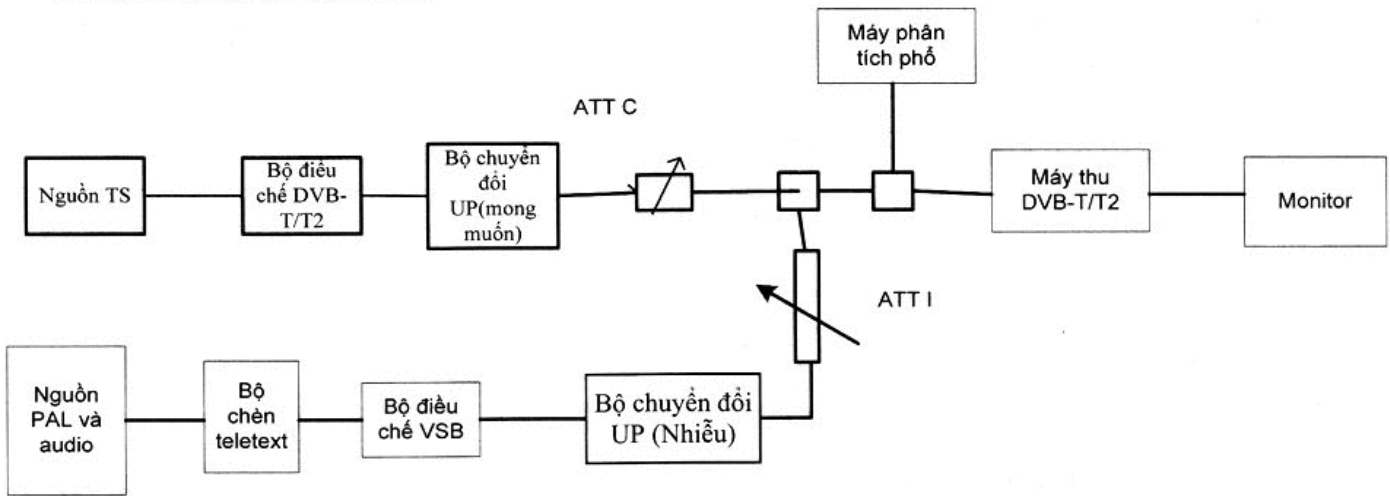 Máy phân
tích phổ
ATT C
Nguồn TS
Bộ điều
chế DVB-
T/T2
Bộ chuyển
đổi
UP(mong
muốn)
Máy thu
DVB-T/T2
Monitor
ATT I
Nguồn
PAL và
audio
Bộ
chèn
teletext
Bộ điều
chế VSB
Bộ chuyển đổi
UP (Nhiễu)